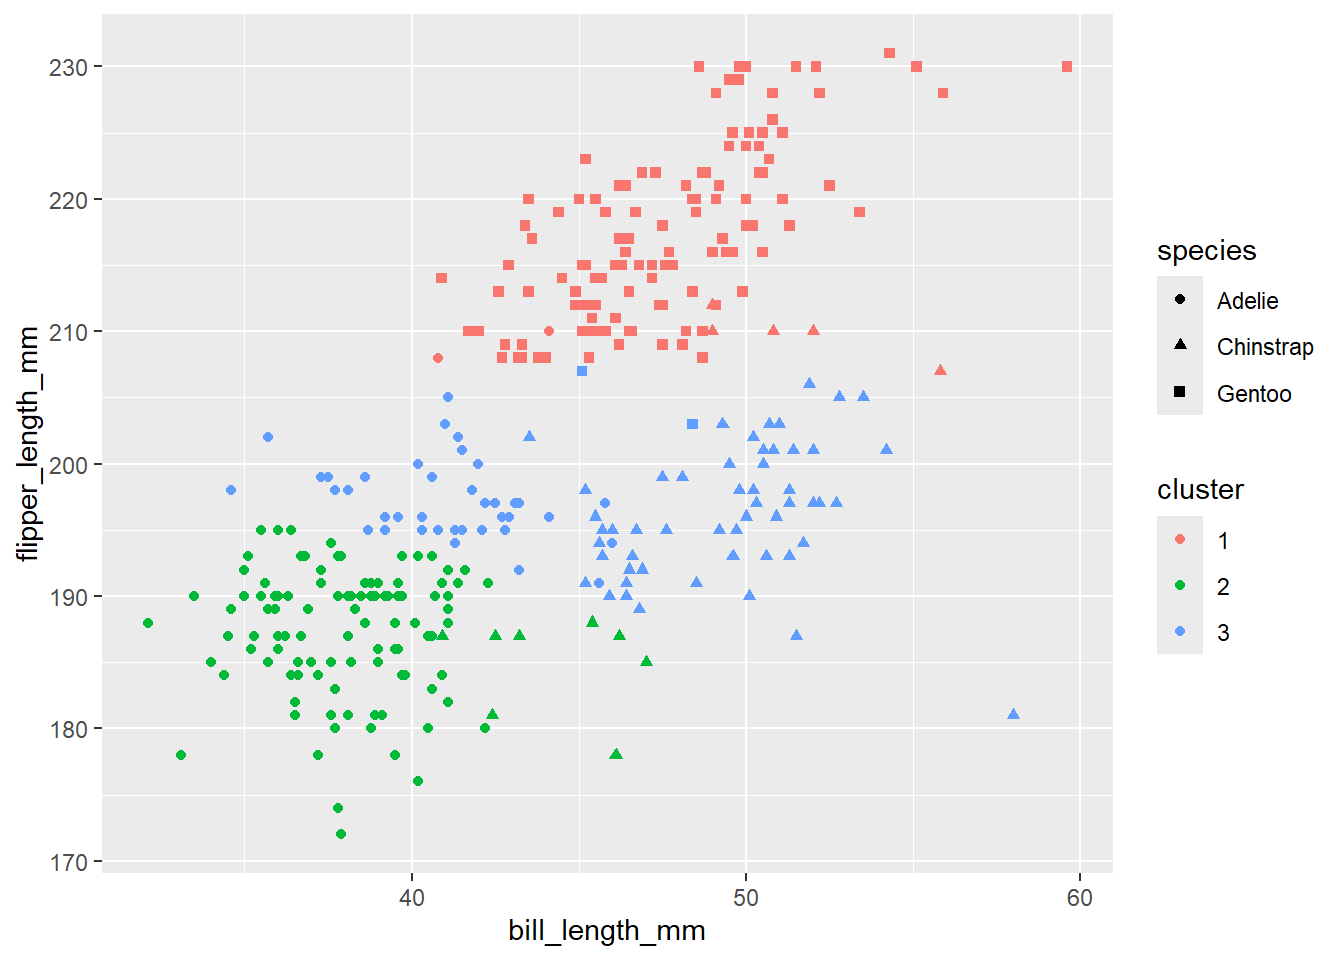 230
220
210
200
190
180
170
flipper_length_mm
40
50
60
bill_length_mm
species
Adelie
Chinstrap
Gentoo
cluster
1
2
3